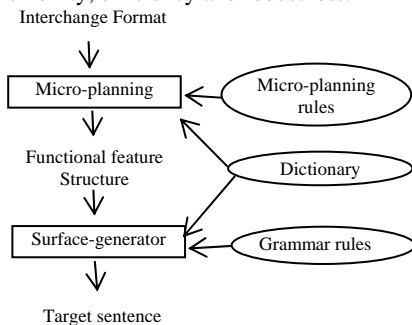 Interchange Format
Micro-planning
Micro-planning
rules
Functional feature
Structure
Dictionary
Surface-generator
Grammar rules
Target sentence